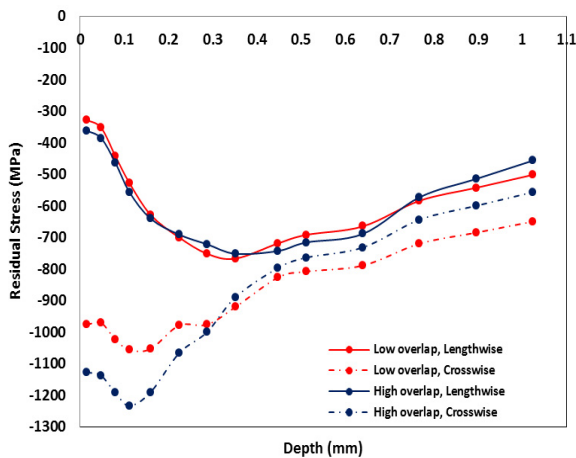 0
-100
-200
-300
-400
-500
-600
-700
-800
-900
-1000
-1100
-1200
-1300
0 0.1 0.2 0.3 0.4 0.5 0.6 0.7 0.8 0.9 1 1.1
Residual Stress (MPa)
Depth (mm)
Low overlap, Lengthwise
Low overlap, Crosswise
High overlap, Lengthwise
High overlap, Crosswise